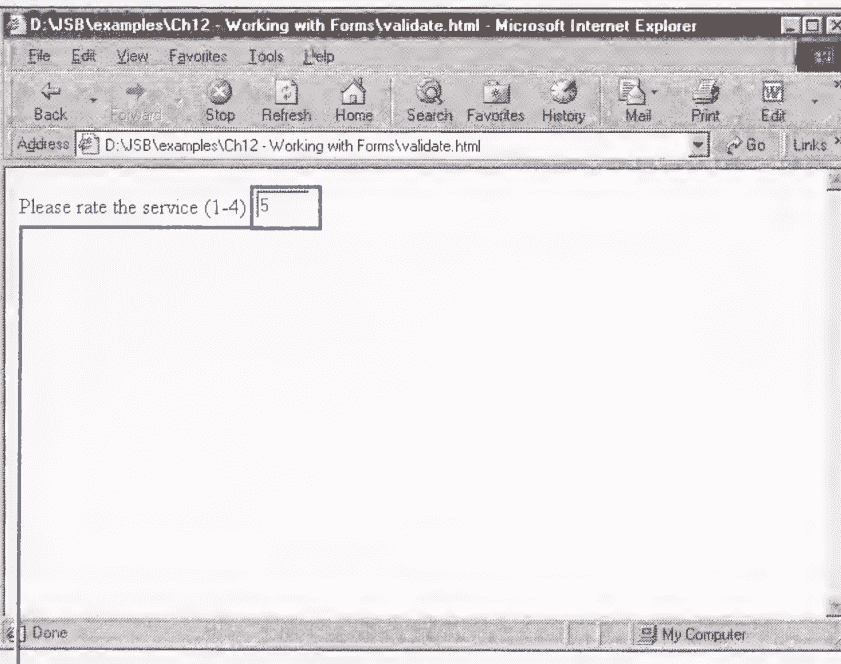 D:\JSB\examples\Ch12 - Working with Forms\validate.html - Microsoft Internet Explorer
File Edit View Favorites Tools Help
Back Forward Stop Refresh Home Search Favorites History Mail Print Edit
Address D:\JSB\examples\Ch12 - Working with Forms\validate.html Go Links »
Please rate the service (1-4) 5
Done My Computer